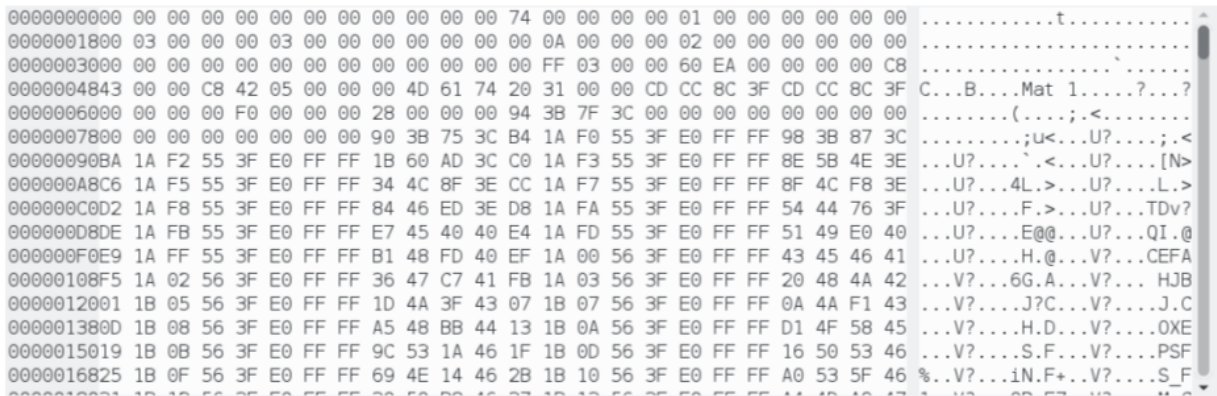 0000000000 00 00 00 00 00 00 00 00 00 00 00 74 00 00 00 00 01 00 00 00 00 00 00 ............t...........
0000001800 03 00 00 00 03 00 00 00 00 00 00 00 0A 00 00 00 02 00 00 00 00 00 00 ........................
0000003000 00 00 00 00 00 00 00 00 00 00 00 00 FF 03 00 00 60 EA 00 00 00 00 C8 .................`......
0000004843 00 00 C8 42 05 00 00 00 4D 61 74 20 31 00 00 CD CC 8C 3F CD CC 8C 3F C...B....Mat 1.....?...?
0000006000 00 00 00 F0 00 00 00 28 00 00 00 94 3B 7F 3C 00 00 00 00 00 00 00 00 ........(....;.<........
0000007800 00 00 00 00 00 00 00 90 3B 75 3C B4 1A F0 55 3F E0 FF FF 98 3B 87 3C .........;u<...U?....;.<
00000090BA 1A F2 55 3F E0 FF FF 1B 60 AD 3C C0 1A F3 55 3F E0 FF FF 8E 5B 4E 3E ...U?....`.<...U?....[N>
000000A8C6 1A F5 55 3F E0 FF FF 34 4C 8F 3E CC 1A F7 55 3F E0 FF FF 8F 4C F8 3E ...U?...4L.>...U?....L.>
000000C0D2 1A F8 55 3F E0 FF FF 84 46 ED 3E D8 1A FA 55 3F E0 FF FF 54 44 76 3F ...U?....F.>...U?...TDv?
000000D8DE 1A FB 55 3F E0 FF FF E7 45 40 40 E4 1A FD 55 3F E0 FF FF 51 49 E0 40 ...U?....E@@...U?...QI.@
000000F0E9 1A FF 55 3F E0 FF FF B1 48 FD 40 EF 1A 00 56 3F E0 FF FF 43 45 46 41 ...U?....H.@...V?...CEFA
00000108F5 1A 02 56 3F E0 FF FF 36 47 C7 41 FB 1A 03 56 3F E0 FF FF 20 48 4A 42 ...V?...6G.A...V?... HJB
0000012001 1B 05 56 3F E0 FF FF 1D 4A 3F 43 07 1B 07 56 3F E0 FF FF 0A 4A F1 43 ...V?....J?C...V?....J.C
000001380D 1B 08 56 3F E0 FF FF A5 48 BB 44 13 1B 0A 56 3F E0 FF FF D1 4F 58 45 ...V?....H.D...V?....OXE
0000015019 1B 0B 56 3F E0 FF FF 9C 53 1A 46 1F 1B 0D 56 3F E0 FF FF 16 50 53 46 ...V?....S.F...V?....PSF
0000016825 1B 0F 56 3F E0 FF FF 69 4E 14 46 2B 1B 10 56 3F E0 FF FF A0 53 5F 46 %..V?...iN.F+..V?....S_F